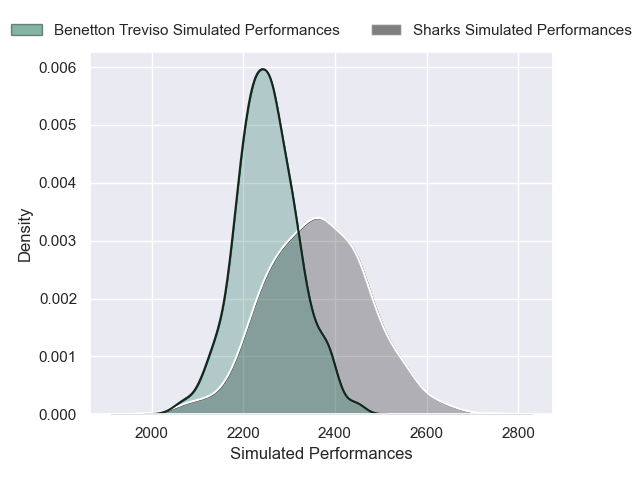 Benetton Treviso Simulated Performances Sharks Simulated Performances
0.006
0.005
0.004
0.003
0.002
0.001
0.000
Density
2000 2200 2400 2600 2800
Simulated Performances